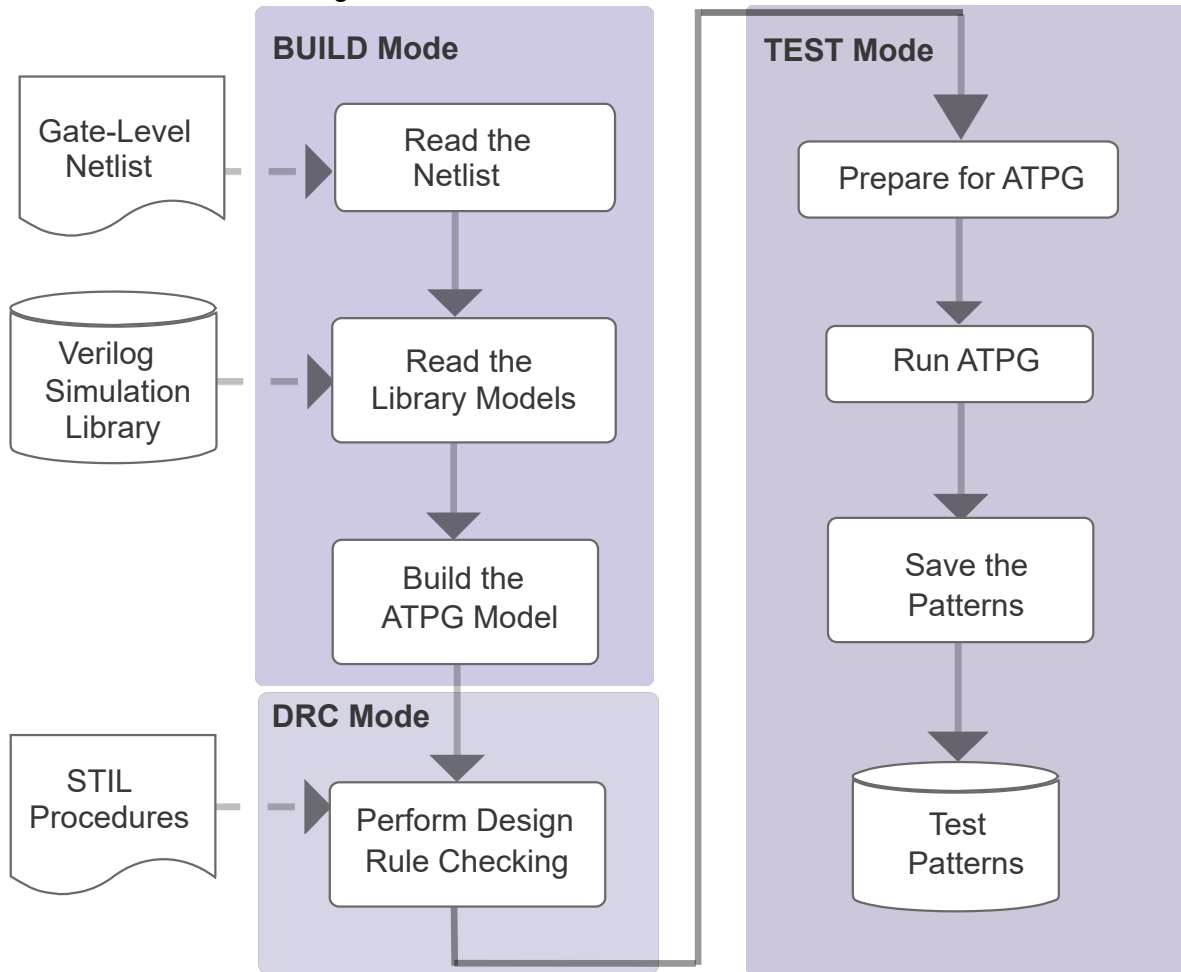 BUILD Mode
Gate-Level
Netlist
Read the
Netlist
Verilog
Simulation
Library
Read the
Library Models
Build the
ATPG Model
DRC Mode
STIL
Procedures
Perform Design
Rule Checking
TEST Mode
Prepare for ATPG
Run ATPG
Save the
Patterns
Test
Patterns